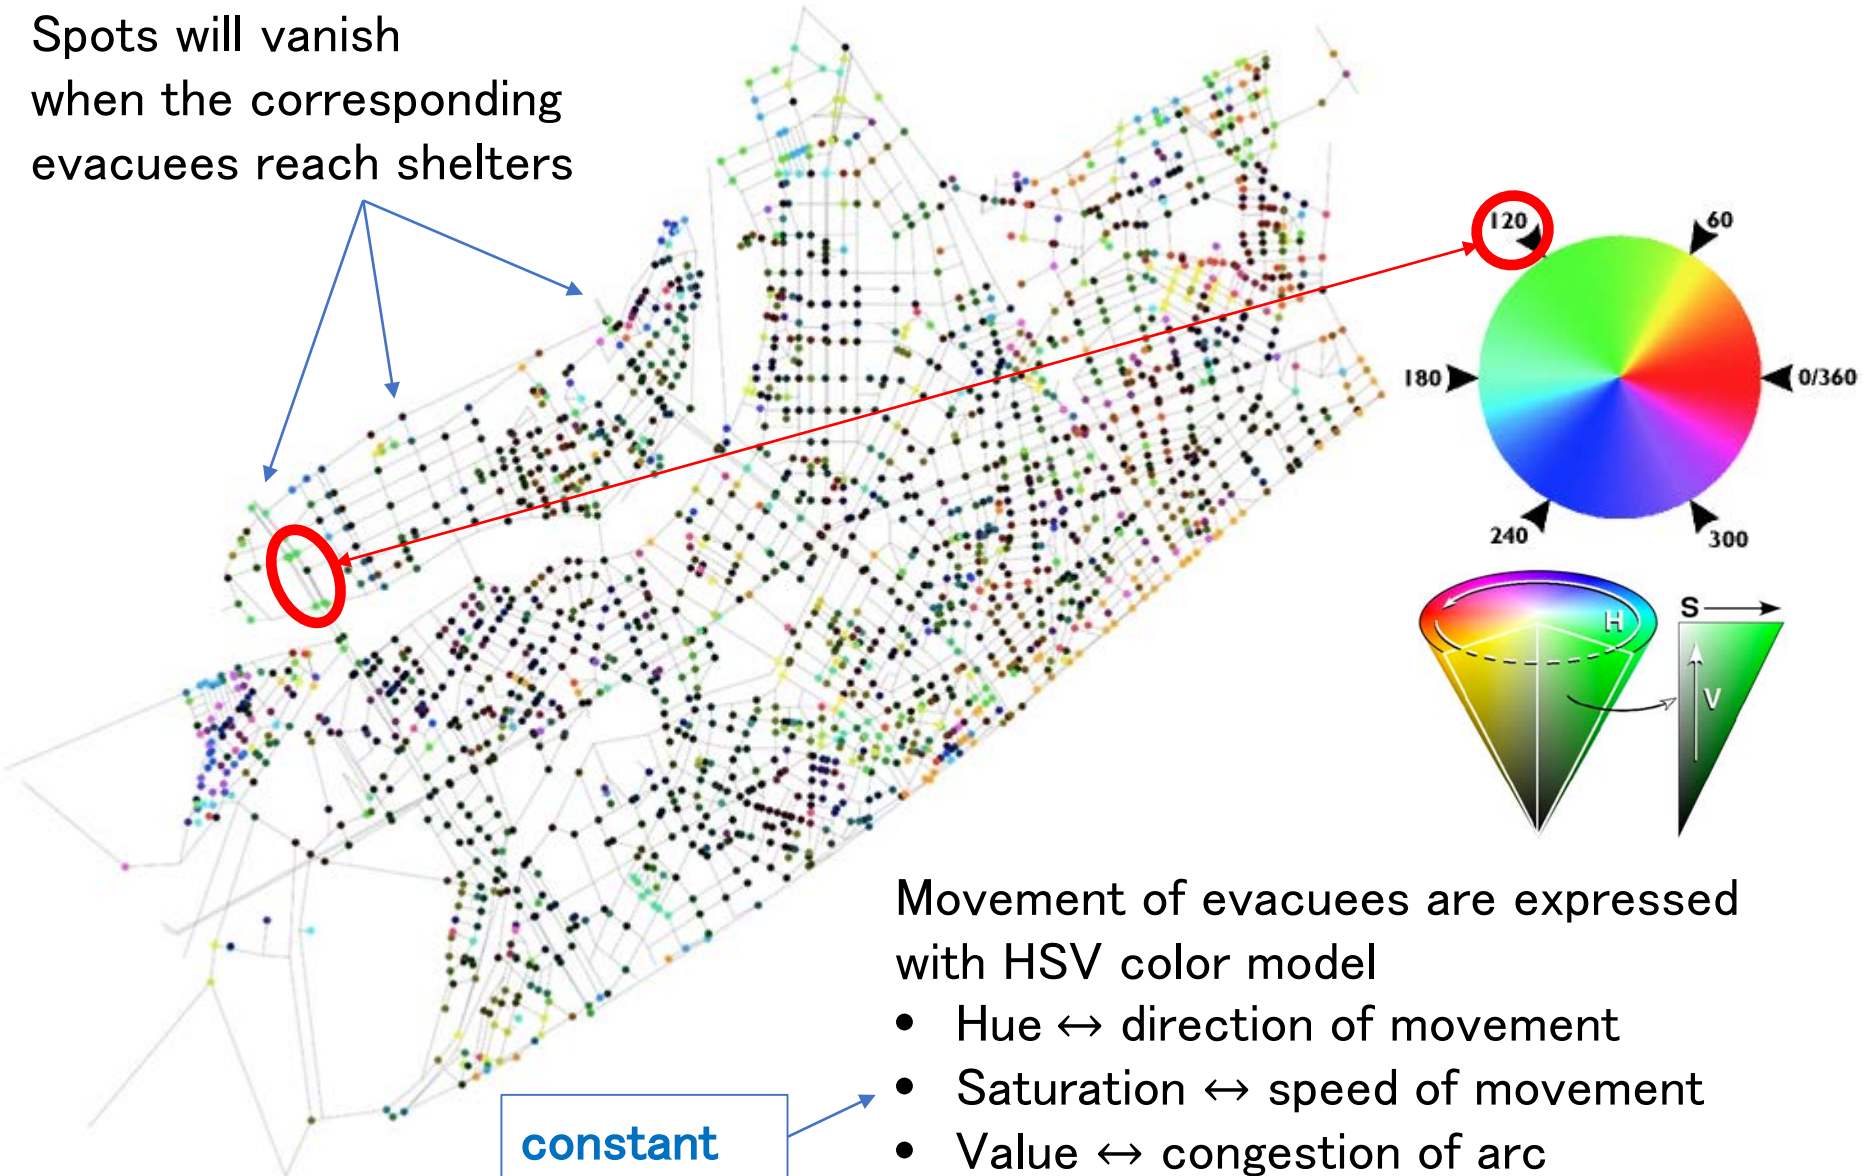 Spots will vanish
when the corresponding
evacuees reach shelters
120
60
180
0/360
240
300
H
S
V
Movement of evacuees are expressed
with HSV color model
• Hue ↔ direction of movement
• Saturation ↔ speed of movement
• Value ↔ congestion of arc
constant